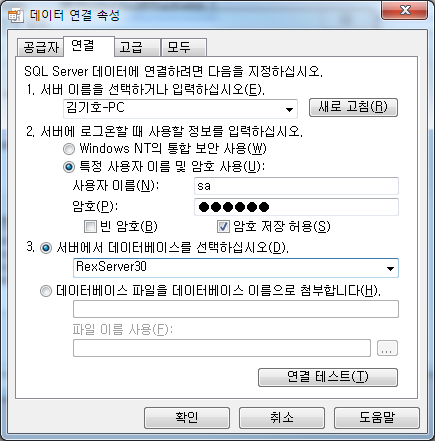 데이터 연결 속성
공급자 연결 고급 모두
SQL Server 데이터에 연결하려면 다음을 지정하십시오.
1. 서버 이름을 선택하거나 입력하십시오(E).
김기호-PC 새로 고침(R)
2. 서버에 로그온할 때 사용할 정보를 입력하십시오.
Windows NT의 통합 보안 사용(W)
특정 사용자 이름 및 암호 사용(U):
사용자 이름(N): sa
암호(P): ●●●●●●
빈 암호(B) 암호 저장 허용(S)
3. 서버에서 데이터베이스를 선택하십시오(D).
RexServer30
데이터베이스 파일을 데이터베이스 이름으로 첨부합니다(H).
파일 이름 사용(F):
...
연결 테스트(T)
확인 취소 도움말